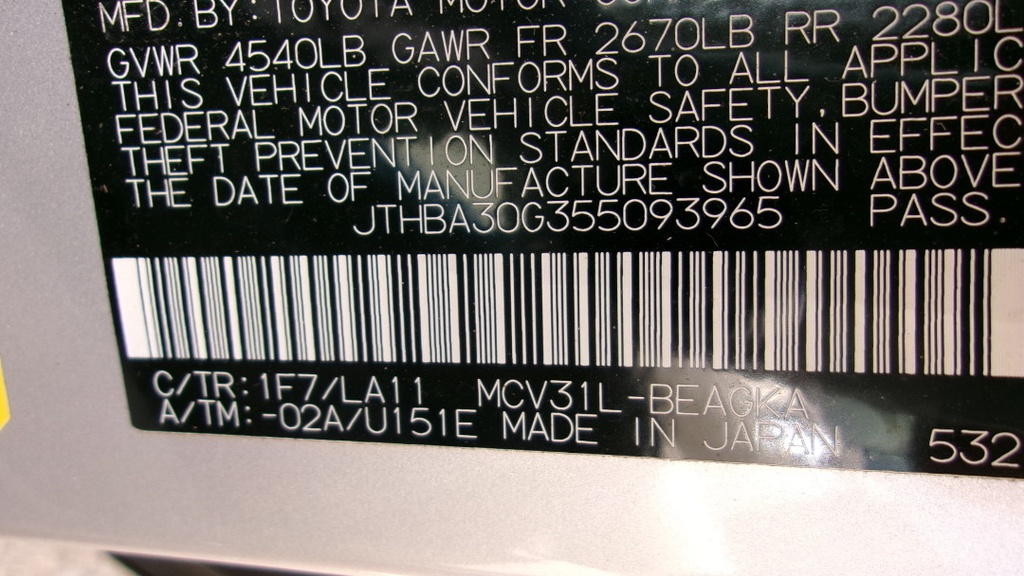 MFD. BY: TOYOTA MOTOR
GVWR 4540LB GAWR FR 2670LB RR 2280L
THIS VEHICLE CONFORMS TO ALL APPLIC
FEDERAL MOTOR VEHICLE SAFETY, BUMPER
THEFT PREVENTION STANDARDS IN EFFEC
THE DATE OF MANUFACTURE SHOWN ABOVE
JTHBA30G355093965 PASS.
C/TR: 1F7/LA11 MCV31L-BEAGKA
A/TM: -02A/U151E MADE IN JAPAN 532